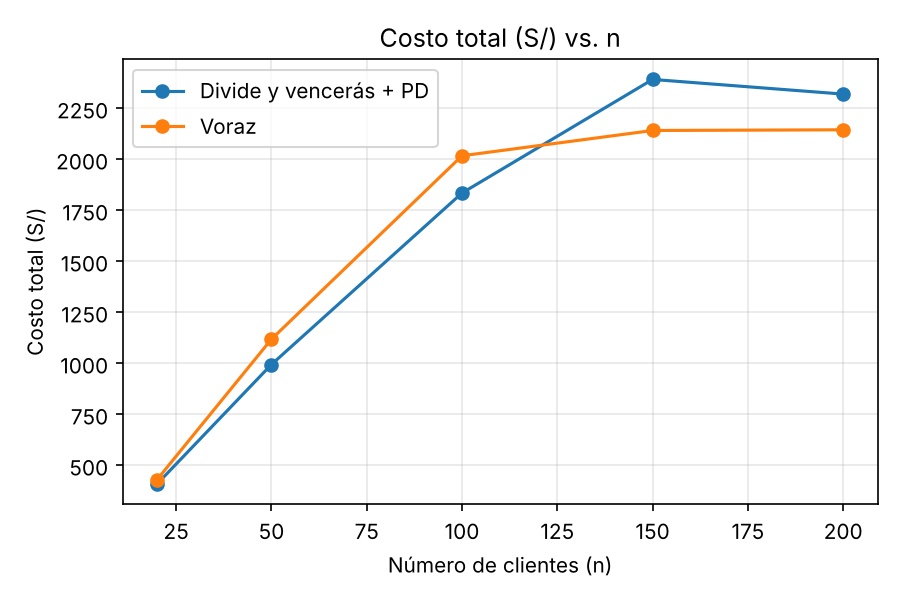 Costo total (S/) vs. n
Divide y vencerás + PD
Voraz
Costo total (S/)
2250
2000
1750
1500
1250
1000
750
500
25 50 75 100 125 150 175 200
Número de clientes (n)